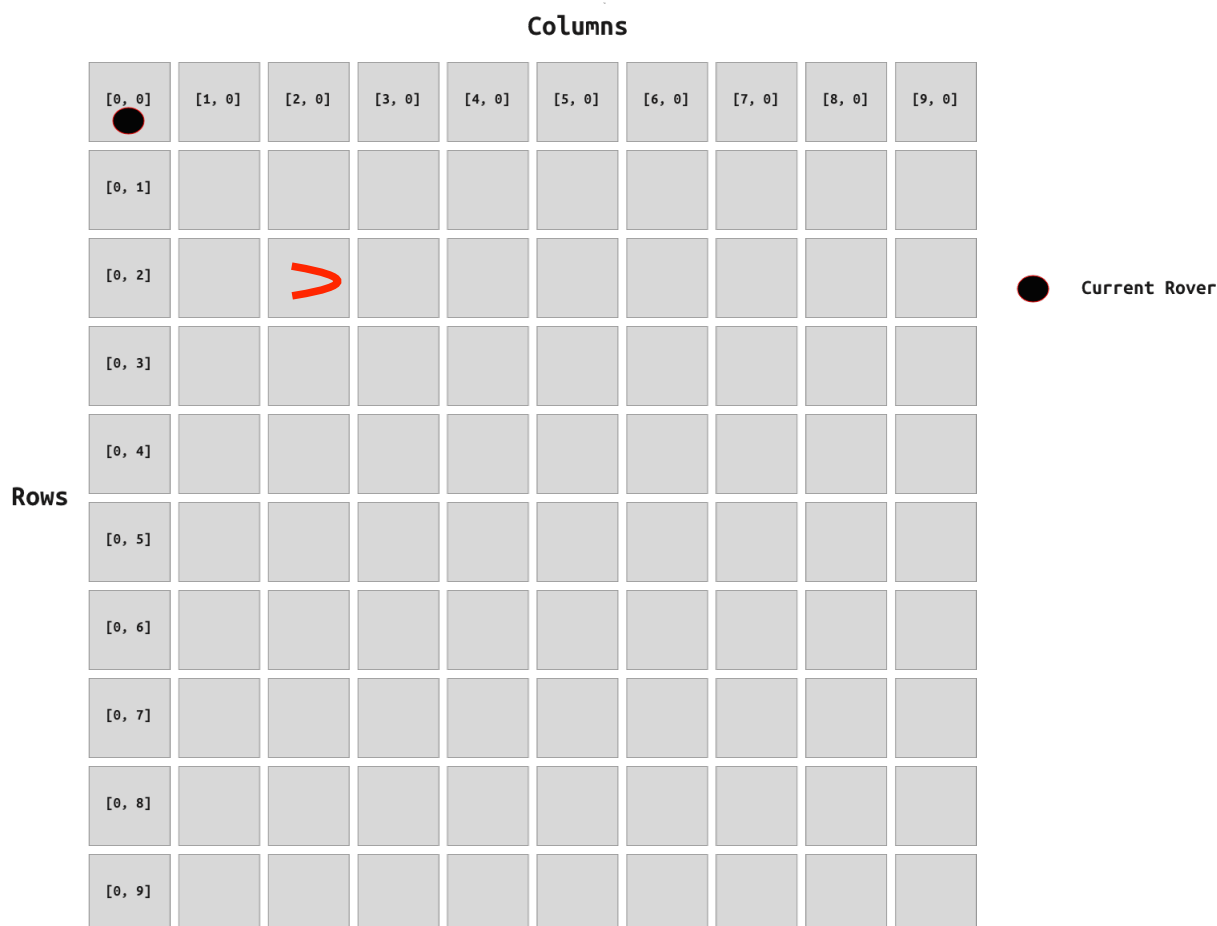 Columns
[0, 0] [1, 0] [2, 0] [3, 0] [4, 0] [5, 0] [6, 0] [7, 0] [8, 0] [9, 0]
[0, 1]
[0, 2]
Current Rover
[0, 3]
[0, 4]
Rows
[0, 5]
[0, 6]
[0, 7]
[0, 8]
[0, 9]